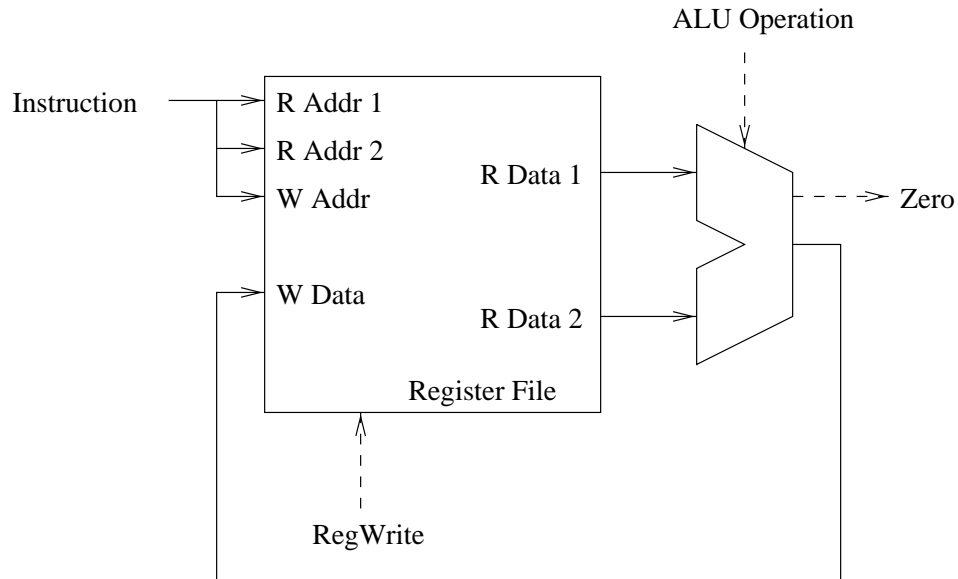 ALU Operation
Instruction
R Addr 1
R Addr 2
W Addr
R Data 1
Zero
W Data
R Data 2
Register File
RegWrite